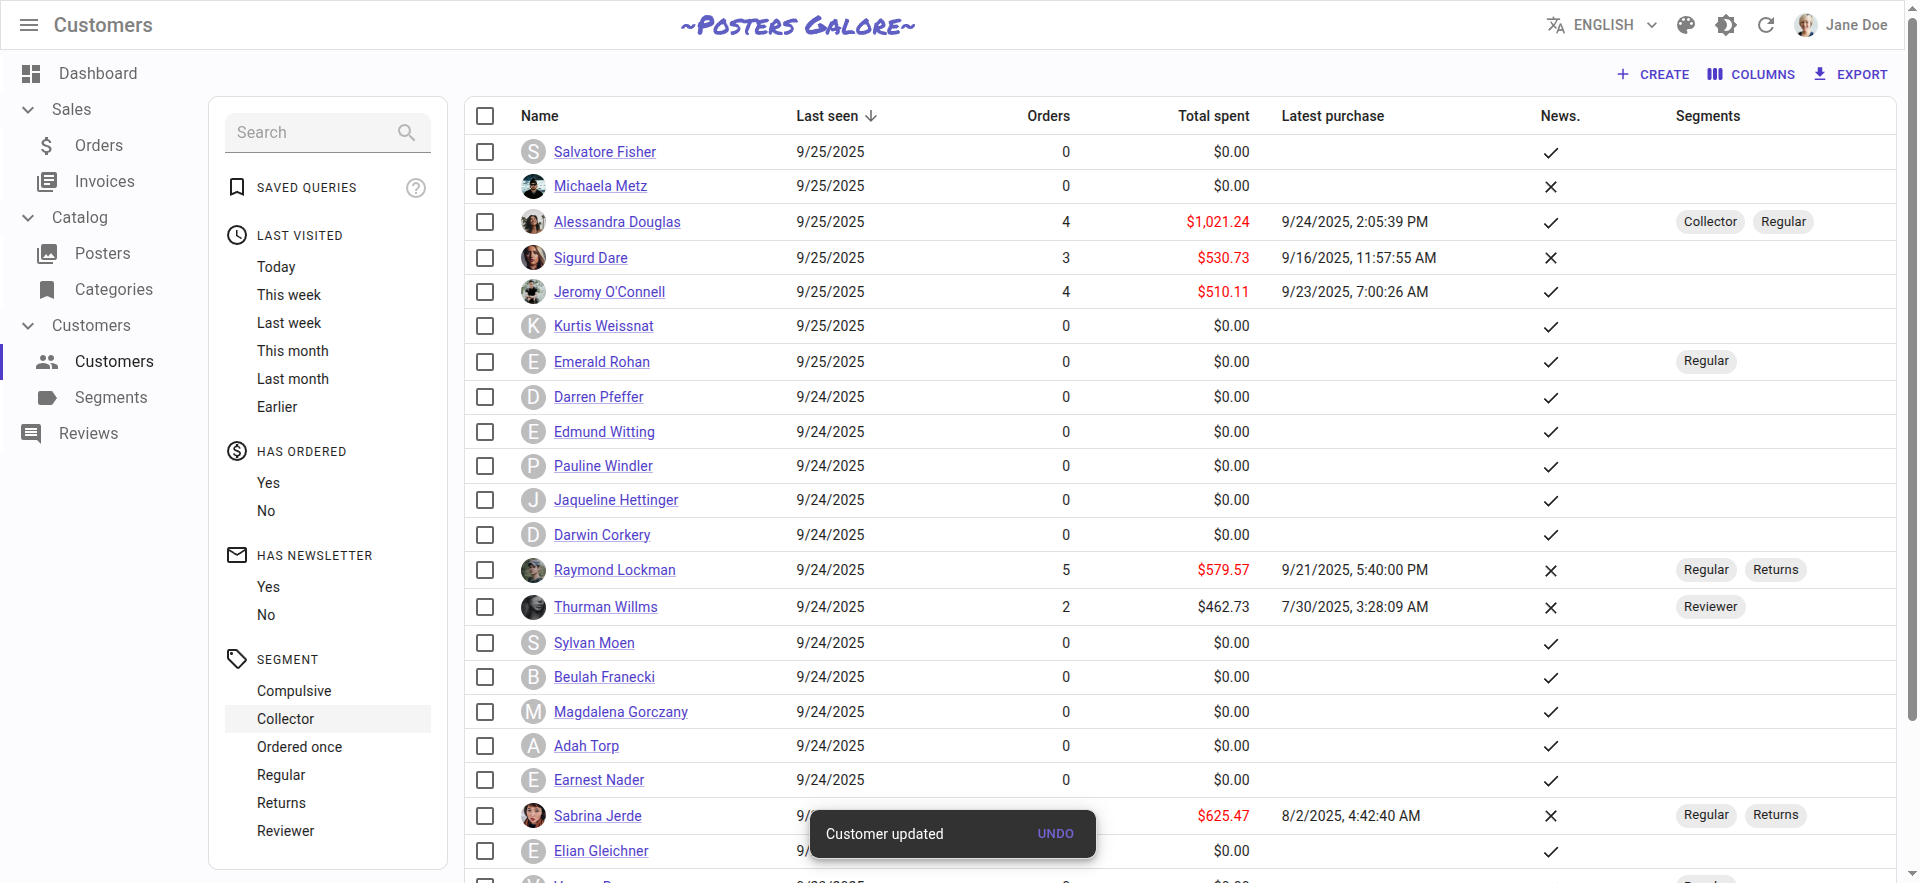 Customers
~Posters Galore~
ENGLISH
Jane Doe
Dashboard
Sales
Orders
Invoices
Catalog
Posters
Categories
Customers
Customers
Segments
Reviews
CREATE
COLUMNS
EXPORT
Search
SAVED QUERIES
LAST VISITED
Today
This week
Last week
This month
Last month
Earlier
HAS ORDERED
Yes
No
HAS NEWSLETTER
Yes
No
SEGMENT
Compulsive
Collector
Ordered once
Regular
Returns
Reviewer
Name Last seen Orders Total spent Latest purchase News. Segments
S Salvatore Fisher 9/25/2025 0 $0.00
Michaela Metz 9/25/2025 0 $0.00
Alessandra Douglas 9/25/2025 4 $1,021.24 9/24/2025, 2:05:39 PM Collector Regular
Sigurd Dare 9/25/2025 3 $530.73 9/16/2025, 11:57:55 AM
Jeromy O'Connell 9/25/2025 4 $510.11 9/23/2025, 7:00:26 AM
K Kurtis Weissnat 9/25/2025 0 $0.00
E Emerald Rohan 9/25/2025 0 $0.00 Regular
D Darren Pfeffer 9/24/2025 0 $0.00
E Edmund Witting 9/24/2025 0 $0.00
P Pauline Windler 9/24/2025 0 $0.00
J Jaqueline Hettinger 9/24/2025 0 $0.00
D Darwin Corkery 9/24/2025 0 $0.00
Raymond Lockman 9/24/2025 5 $579.57 9/21/2025, 5:40:00 PM Regular Returns
Thurman Willms 9/24/2025 2 $462.73 7/30/2025, 3:28:09 AM Reviewer
S Sylvan Moen 9/24/2025 0 $0.00
B Beulah Franecki 9/24/2025 0 $0.00
M Magdalena Gorczany 9/24/2025 0 $0.00
A Adah Torp 9/24/2025 0 $0.00
E Earnest Nader 9/24/2025 0 $0.00
Sabrina Jerde 9/ $625.47 8/2/2025, 4:42:40 AM Regular Returns
E Elian Gleichner 9/ $0.00
Customer updated UNDO